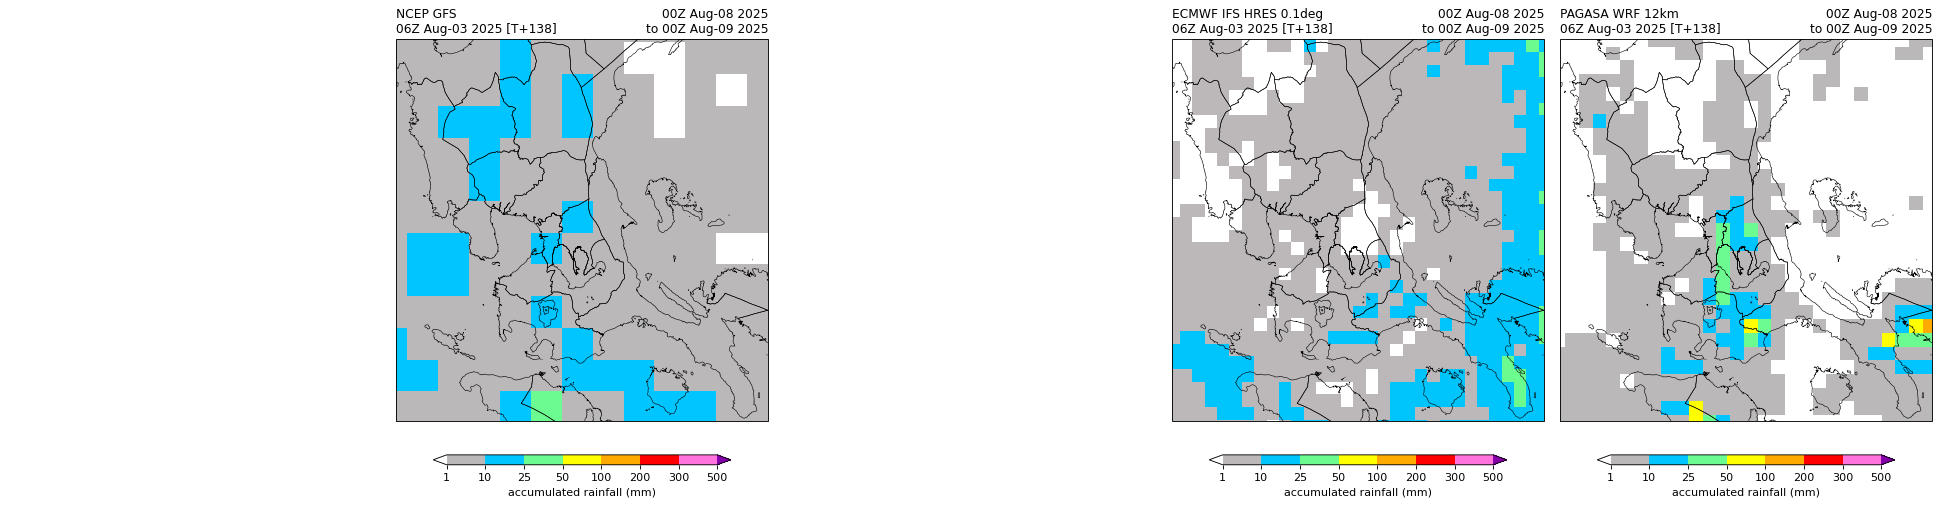 NCEP GFS 00Z Aug-08 2025
06Z Aug-03 2025 [T+138] to 00Z Aug-09 2025
1 10 25 50 100 200 300 500
accumulated rainfall (mm)
ECMWF IFS HRES 0.1deg 00Z Aug-08 2025
06Z Aug-03 2025 [T+138] to 00Z Aug-09 2025
1 10 25 50 100 200 300 500
accumulated rainfall (mm)
PAGASA WRF 12km 00Z Aug-08 2025
06Z Aug-03 2025 [T+138] to 00Z Aug-09 2025
1 10 25 50 100 200 300 500
accumulated rainfall (mm)